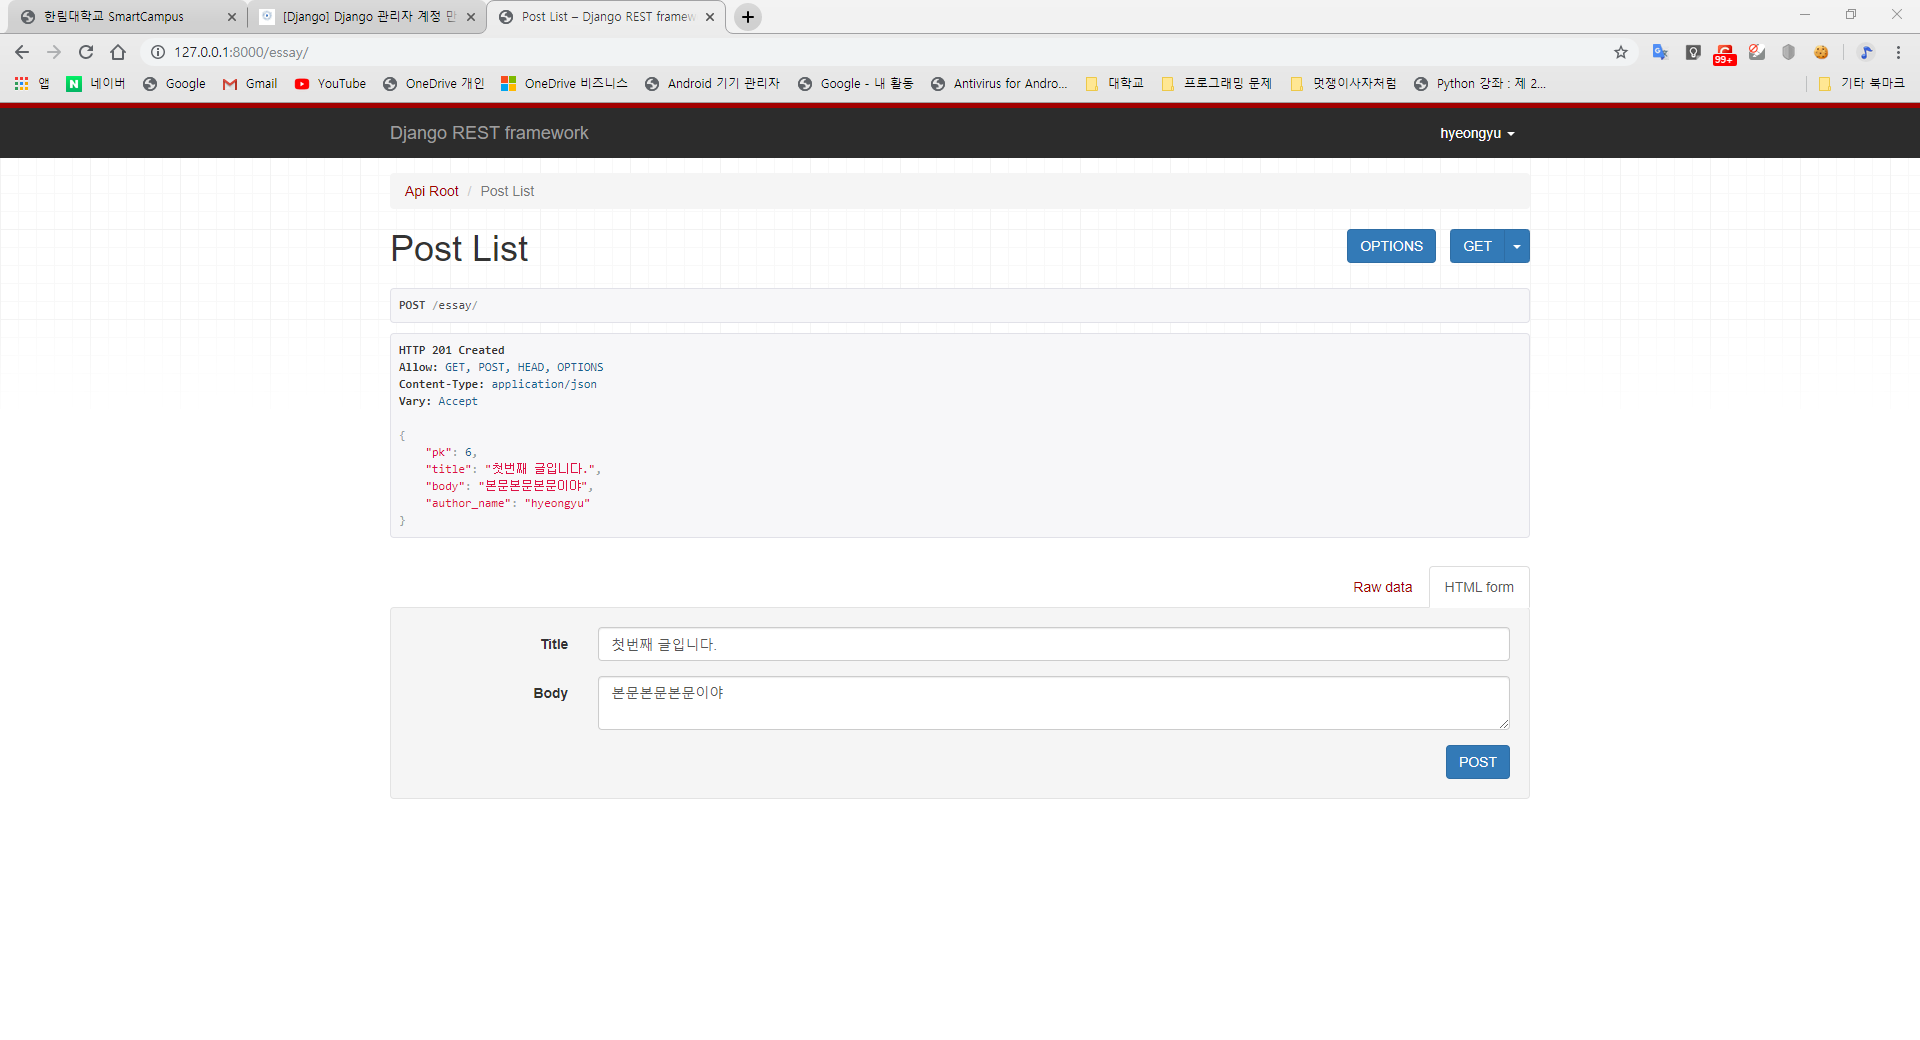 한림대학교 SmartCampus
[Django] Django 관리자 계정 만
Post List – Django REST framew
127.0.0.1:8000/essay/
99+
앱 네이버 Google Gmail YouTube OneDrive 개인 OneDrive 비즈니스 Android 기기 관리자 Google - 내 활동 Antivirus for Andro... 대학교 프로그래밍 문제 멋쟁이사자처럼 Python 강좌 : 제 2... 기타 북마크
Django REST framework hyeongyu
Api Root / Post List
Post List OPTIONS GET
POST /essay/
HTTP 201 Created
Allow: GET, POST, HEAD, OPTIONS
Content-Type: application/json
Vary: Accept
{
"pk": 6,
"title": "첫번째 글입니다.",
"body": "본문본문본문이야",
"author_name": "hyeongyu"
}
Raw data HTML form
Title 첫번째 글입니다.
Body 본문본문본문이야
POST